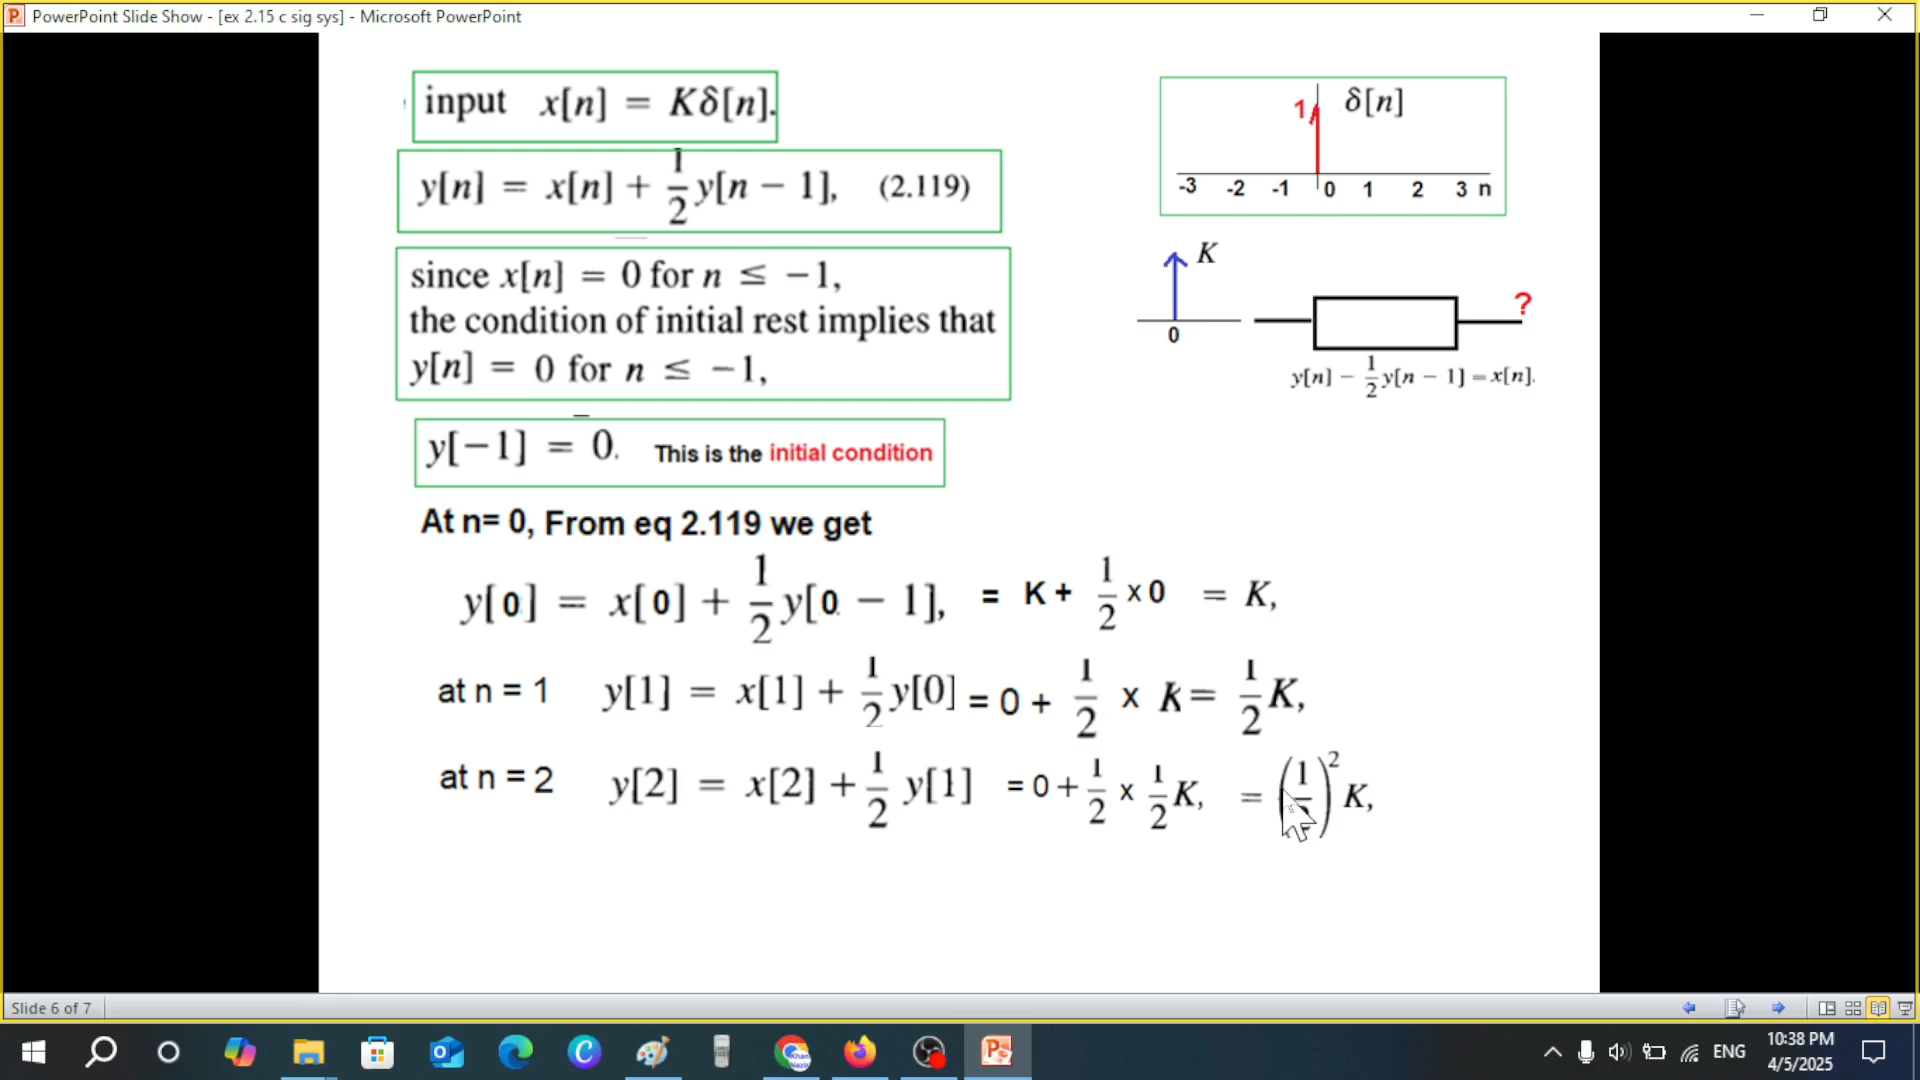 PowerPoint Slide Show - [ex 2.15 c sig sys] - Microsoft PowerPoint
input x[n] = Kδ[n].
y[n] = x[n] + 1/2 y[n − 1], (2.119)
since x[n] = 0 for n ≤ −1,
the condition of initial rest implies that
y[n] = 0 for n ≤ −1,
y[−1] = 0. This is the initial condition
1 δ[n]
-3 -2 -1 0 1 2 3 n
K
0
?
y[n] − 1/2 y[n − 1] = x[n].
At n= 0, From eq 2.119 we get
y[0] = x[0] + 1/2 y[0 − 1], = K + 1/2 x 0 = K,
at n = 1 y[1] = x[1] + 1/2 y[0] = 0 + 1/2 x K = 1/2 K,
at n = 2 y[2] = x[2] + 1/2 y[1] = 0 + 1/2 x 1/2 K, = (1/2)² K,
Slide 6 of 7
ENG
10:38 PM
4/5/2025